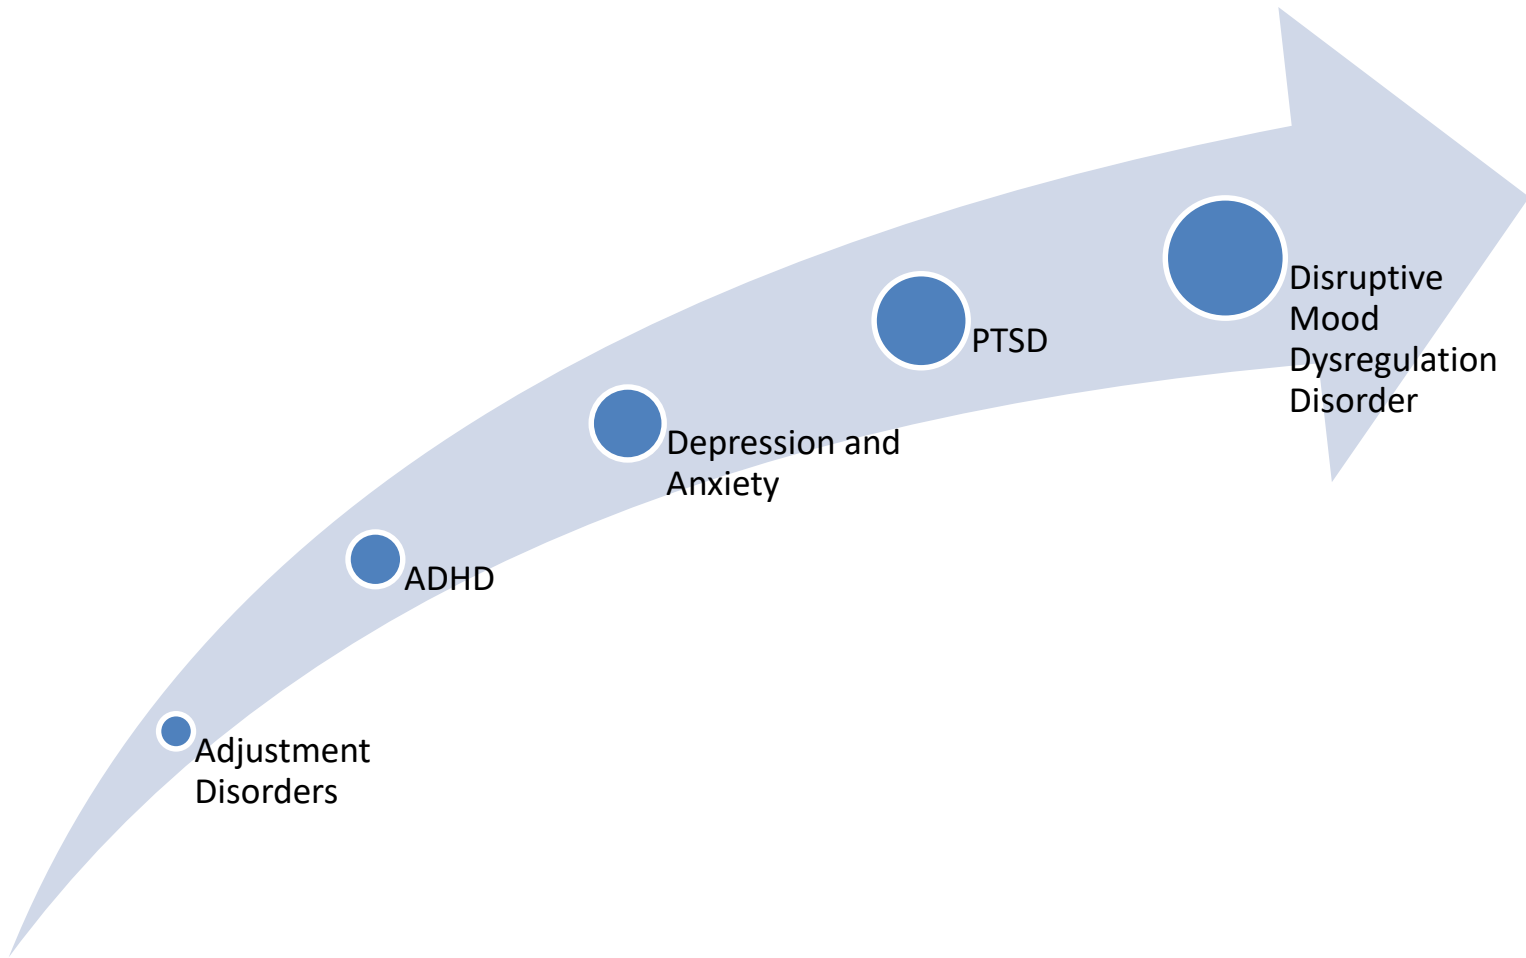 Adjustment
Disorders
ADHD
Depression and
Anxiety
PTSD
Disruptive
Mood
Dysregulation
Disorder